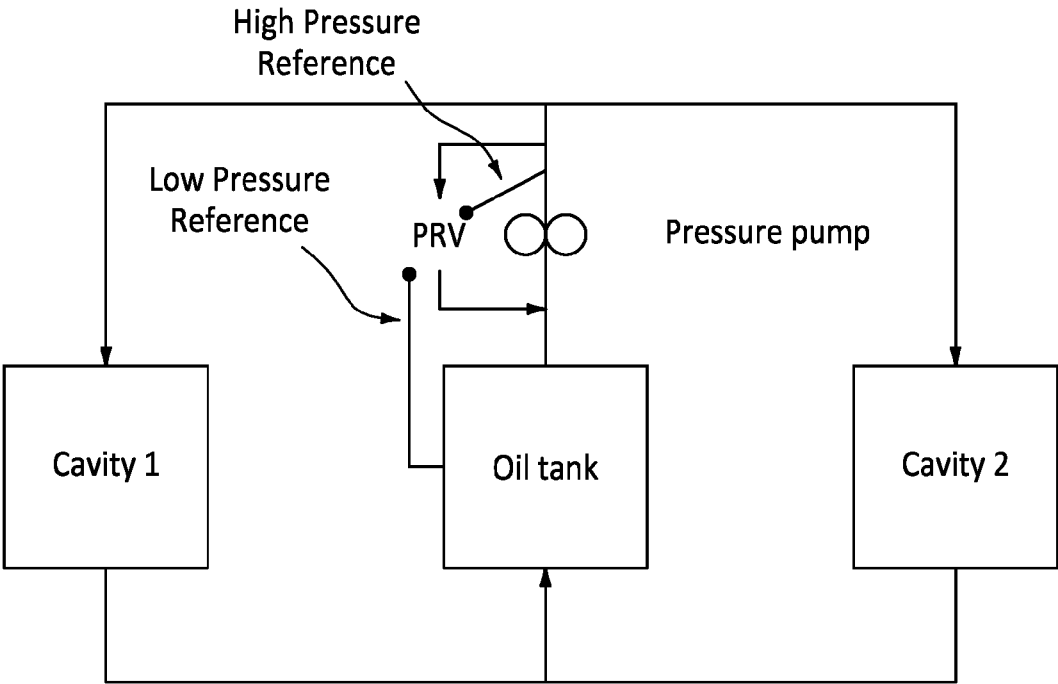 High Pressure
Reference
Low Pressure
Reference
PRV
Pressure pump
Cavity 1
Oil tank
Cavity 2